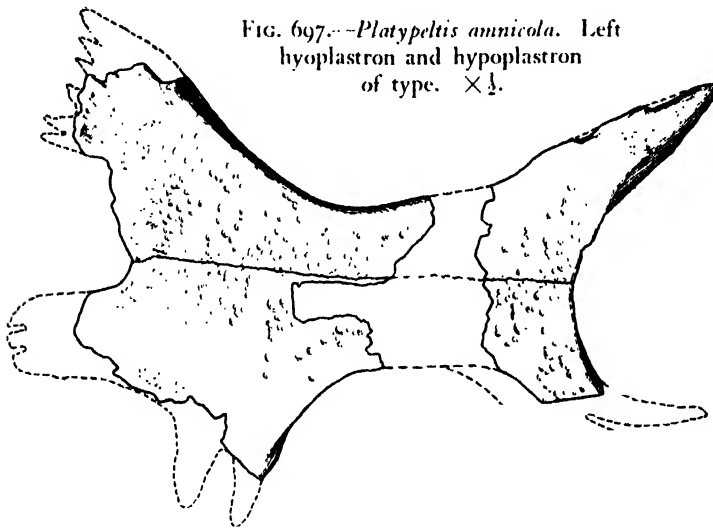 FIG. 697.--Platypeltis amnicola. Left
hyoplastron and hypoplastron
of type. ×½.